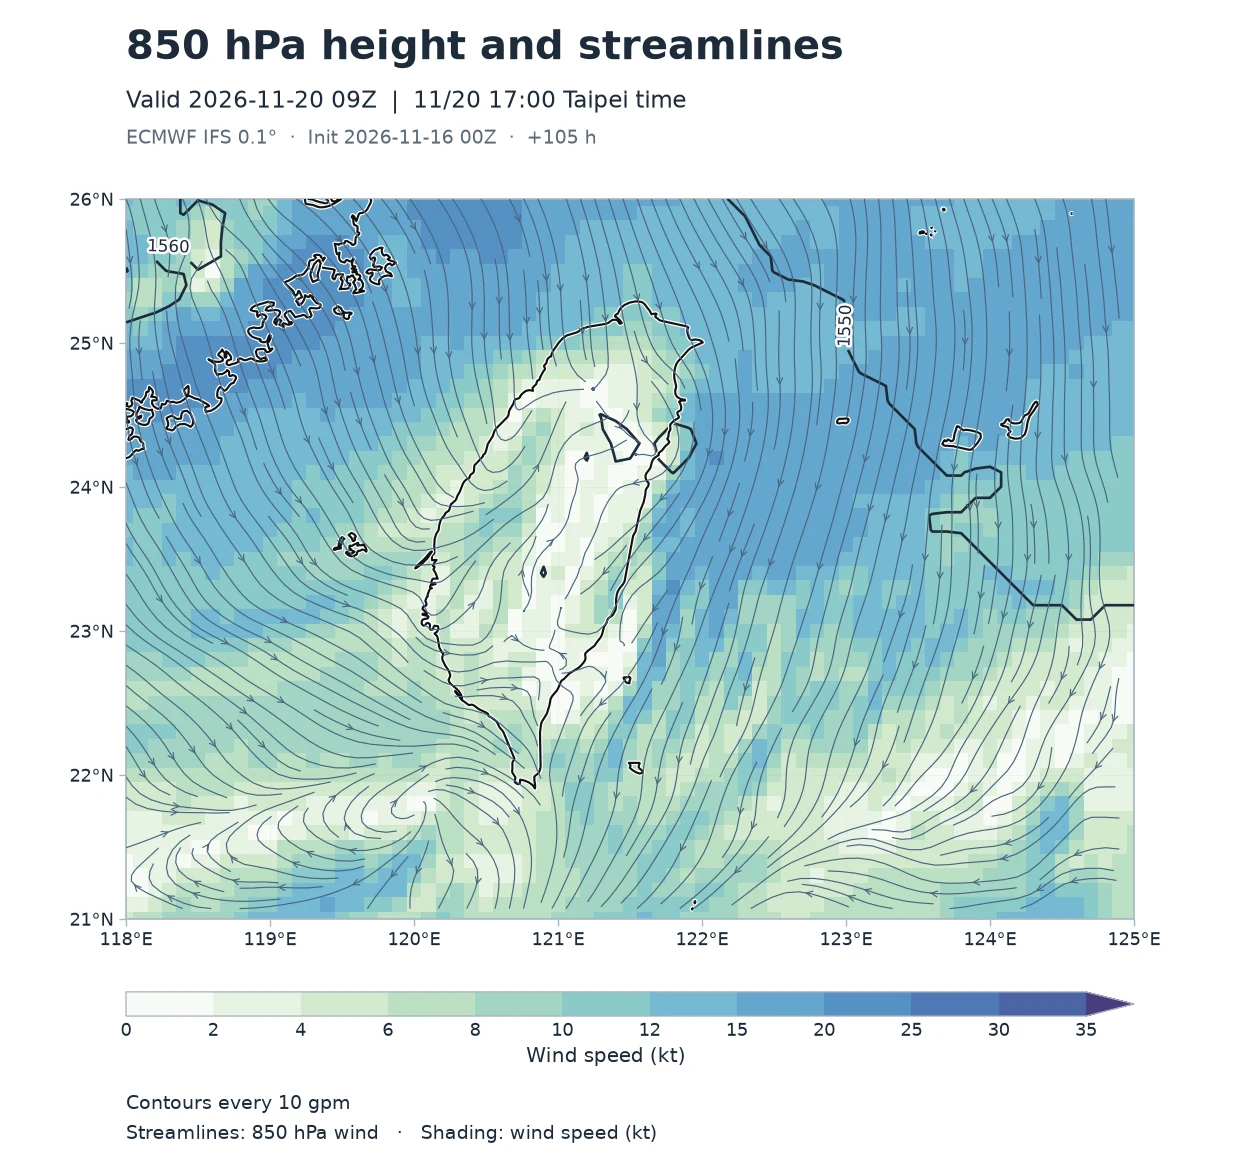 850 hPa height and streamlines
Valid 2026-11-20 09Z | 11/20 17:00 Taipei time
ECMWF IFS 0.1° · Init 2026-11-16 00Z · +105 h
26°N
1560
1550
25°N
24°N
23°N
22°N
21°N
118°E 119°E 120°E 121°E 122°E 123°E 124°E 125°E
0 2 4 6 8 10 12 15 20 25 30 35
Wind speed (kt)
Contours every 10 gpm
Streamlines: 850 hPa wind · Shading: wind speed (kt)